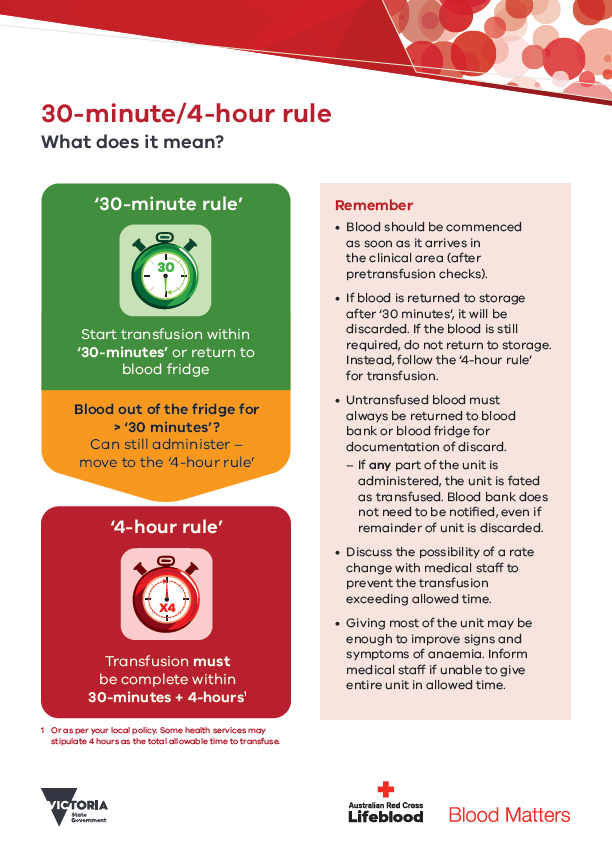 30-minute/4-hour rule
What does it mean?
‘30-minute rule’
30
Start transfusion within
‘30-minutes’ or return to
blood fridge
Blood out of the fridge for
> ‘30 minutes’?
Can still administer –
move to the ‘4-hour rule’
‘4-hour rule’
X4
Transfusion must
be complete within
30-minutes + 4-hours¹
1 Or as per your local policy. Some health services may
stipulate 4 hours as the total allowable time to transfuse.
Remember
• Blood should be commenced
as soon as it arrives in
the clinical area (after
pretransfusion checks).
• If blood is returned to storage
after ‘30 minutes’, it will be
discarded. If the blood is still
required, do not return to storage.
Instead, follow the ‘4-hour rule’
for transfusion.
• Untransfused blood must
always be returned to blood
bank or blood fridge for
documentation of discard.
– If any part of the unit is
administered, the unit is fated
as transfused. Blood bank does
not need to be notified, even if
remainder of unit is discarded.
• Discuss the possibility of a rate
change with medical staff to
prevent the transfusion
exceeding allowed time.
• Giving most of the unit may be
enough to improve signs and
symptoms of anaemia. Inform
medical staff if unable to give
entire unit in allowed time.
VICTORIA
State
Government
Australian Red Cross
Lifeblood
Blood Matters